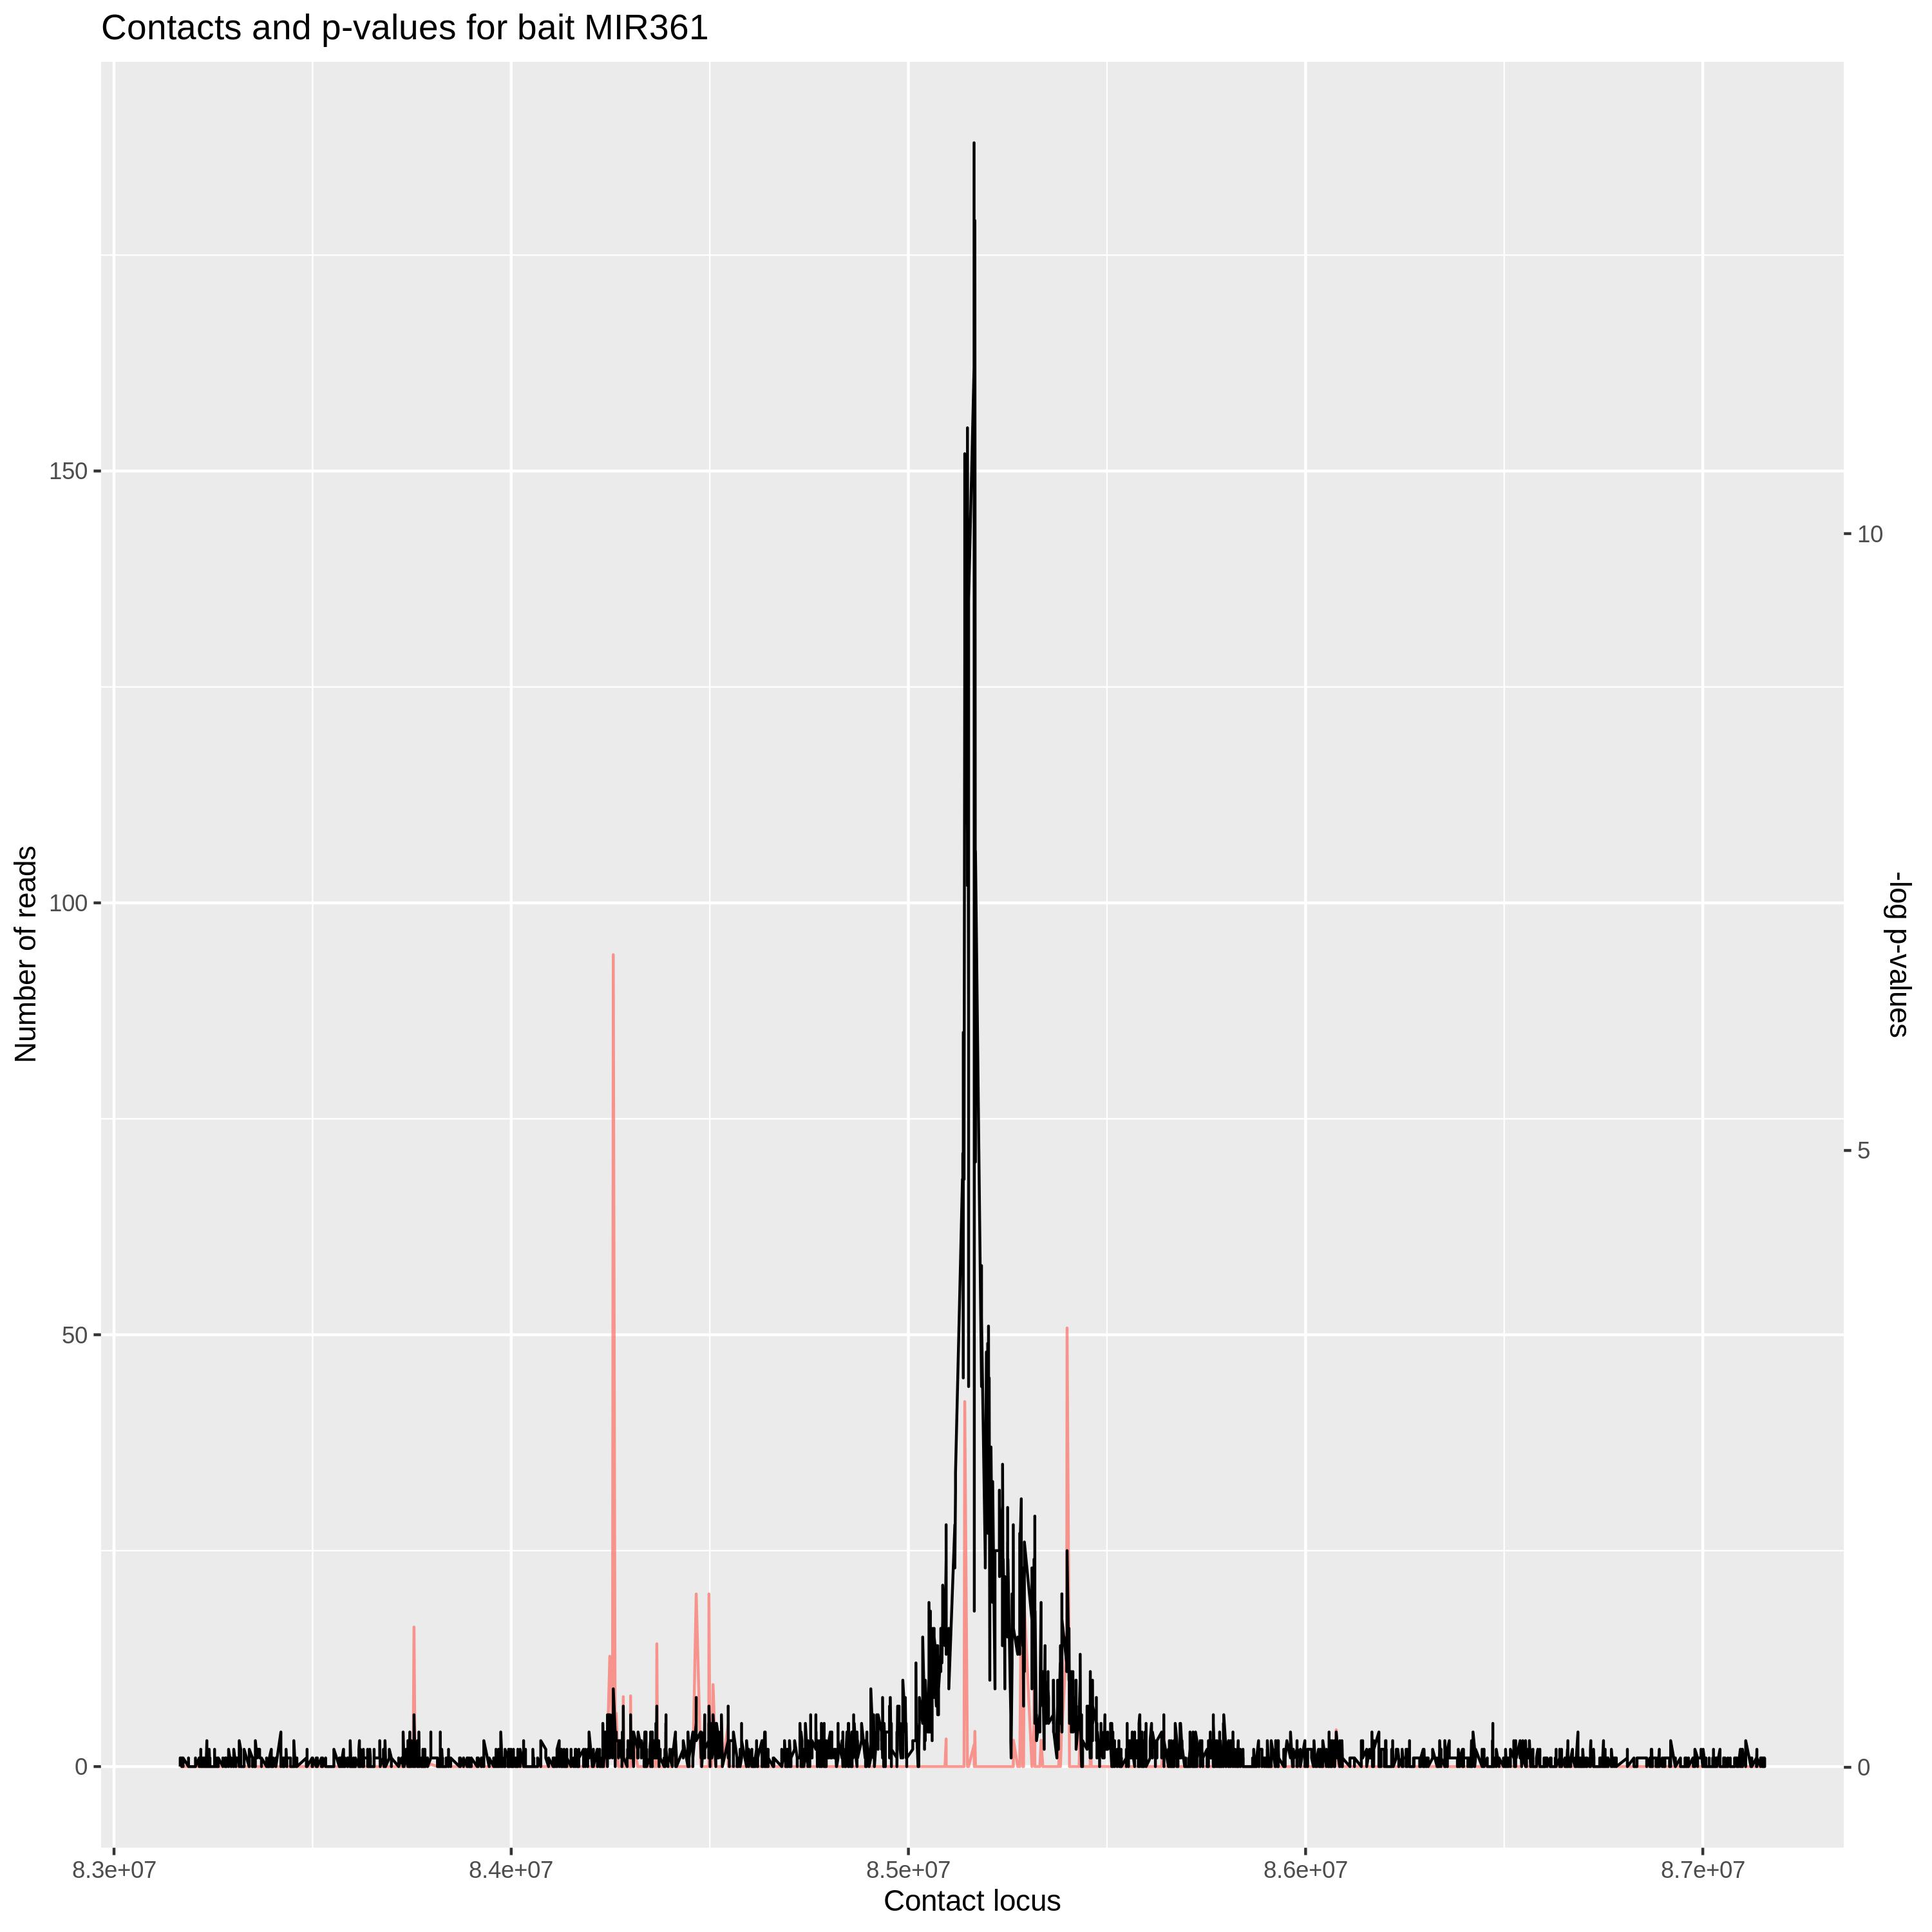 Contacts and p-values for bait MIR361
150
100
50
0
Number of reads
10
5
0
-log p-values
8.3e+07 8.4e+07 8.5e+07 8.6e+07 8.7e+07
Contact locus